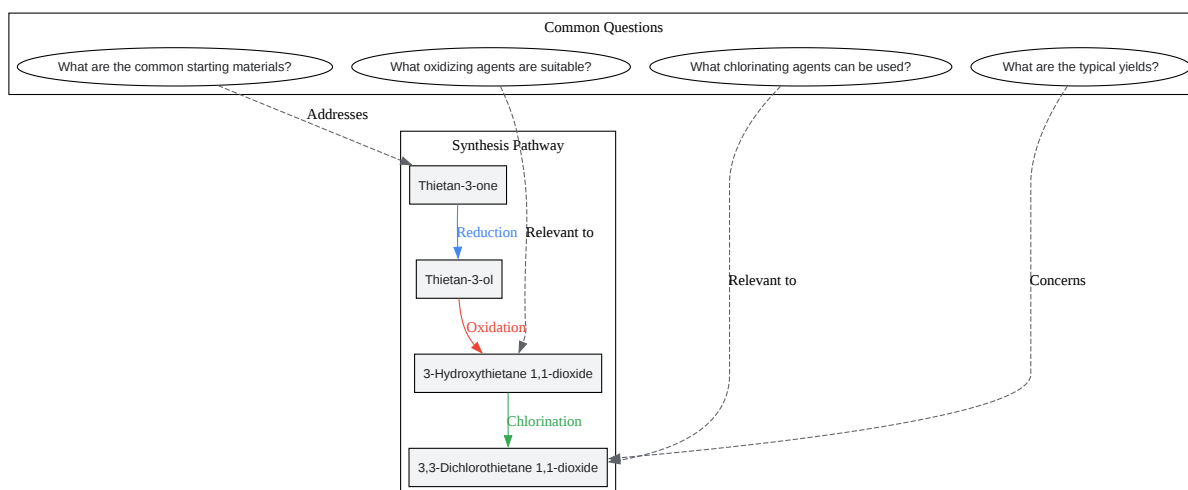 Common Questions
What are the common starting materials?
What oxidizing agents are suitable?
What chlorinating agents can be used?
What are the typical yields?
Addresses
Synthesis Pathway
Thietan-3-one
Reduction
Relevant to
Thietan-3-ol
Relevant to
Concerns
Oxidation
3-Hydroxythietane 1,1-dioxide
Chlorination
3,3-Dichlorothietane 1,1-dioxide